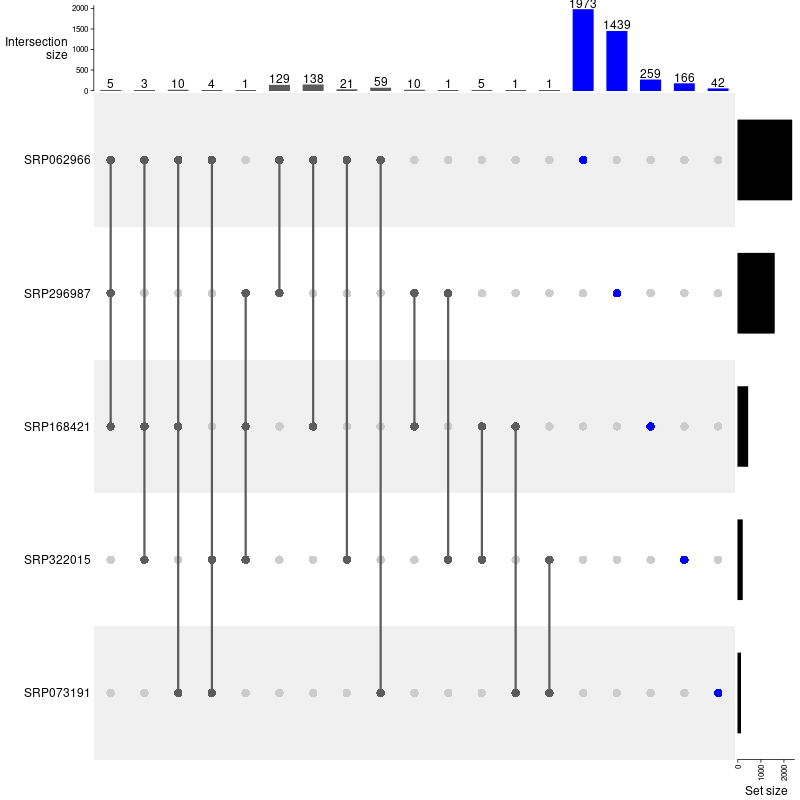 2000
1500
1000
500
0
Intersection
size
5 3 10 4 1 129 138 21 59 10 1 5 1 1 1973 1439 259 166 42
SRP062966
SRP296987
SRP168421
SRP322015
SRP073191
0 1000 2000
Set size